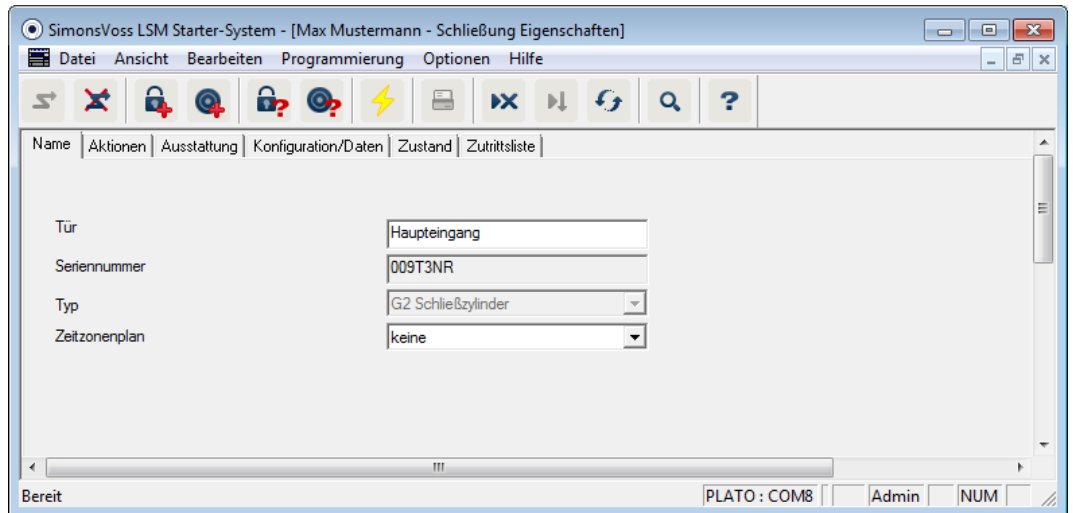 SimonsVoss LSM Starter-System - [Max Mustermann - Schließung Eigenschaften]
Datei Ansicht Bearbeiten Programmierung Optionen Hilfe
Name Aktionen Ausstattung Konfiguration/Daten Zustand Zutrittsliste
Tür Haupteingang
Seriennummer 009T3NR
Typ G2 Schließzylinder
Zeitzonenplan keine
Bereit PLATO : COM8 Admin NUM